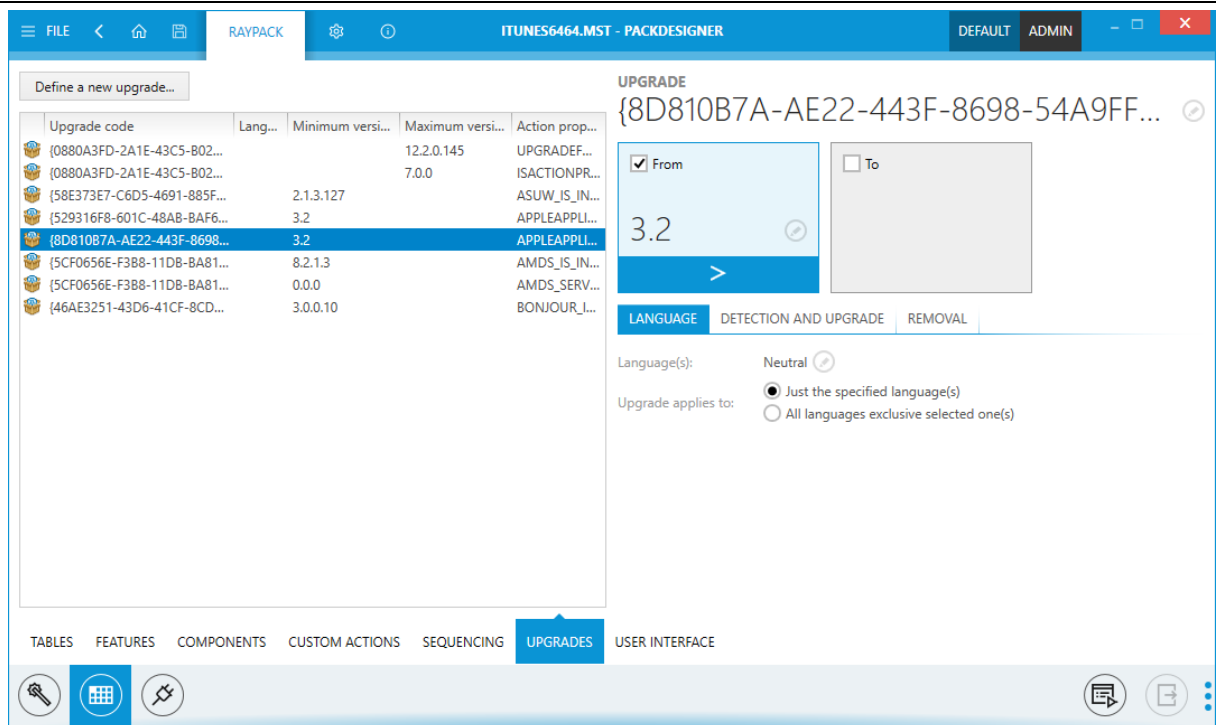 FILE RAYPACK ITUNES6464.MST - PACKDESIGNER DEFAULT ADMIN
Define a new upgrade...
Upgrade code Lang... Minimum versi... Maximum versi... Action prop...
{0880A3FD-2A1E-43C5-B02... 12.2.0.145 UPGRADEF...
{0880A3FD-2A1E-43C5-B02... 7.0.0 ISACTIONPR...
{58E373E7-C6D5-4691-885F... 2.1.3.127 ASUW_IS_IN...
{529316F8-601C-48AB-BAF6... 3.2 APPLEAPPLI...
{8D810B7A-AE22-443F-8698... 3.2 APPLEAPPLI...
{5CF0656E-F3B8-11DB-BA81... 8.2.1.3 AMDS_IS_IN...
{5CF0656E-F3B8-11DB-BA81... 0.0.0 AMDS_SERV...
{46AE3251-43D6-41CF-8CD... 3.0.0.10 BONJOUR_I...
UPGRADE
{8D810B7A-AE22-443F-8698-54A9FF...
From
3.2
>
To
LANGUAGE DETECTION AND UPGRADE REMOVAL
Language(s): Neutral
Upgrade applies to: Just the specified language(s)
All languages exclusive selected one(s)
TABLES FEATURES COMPONENTS CUSTOM ACTIONS SEQUENCING UPGRADES USER INTERFACE